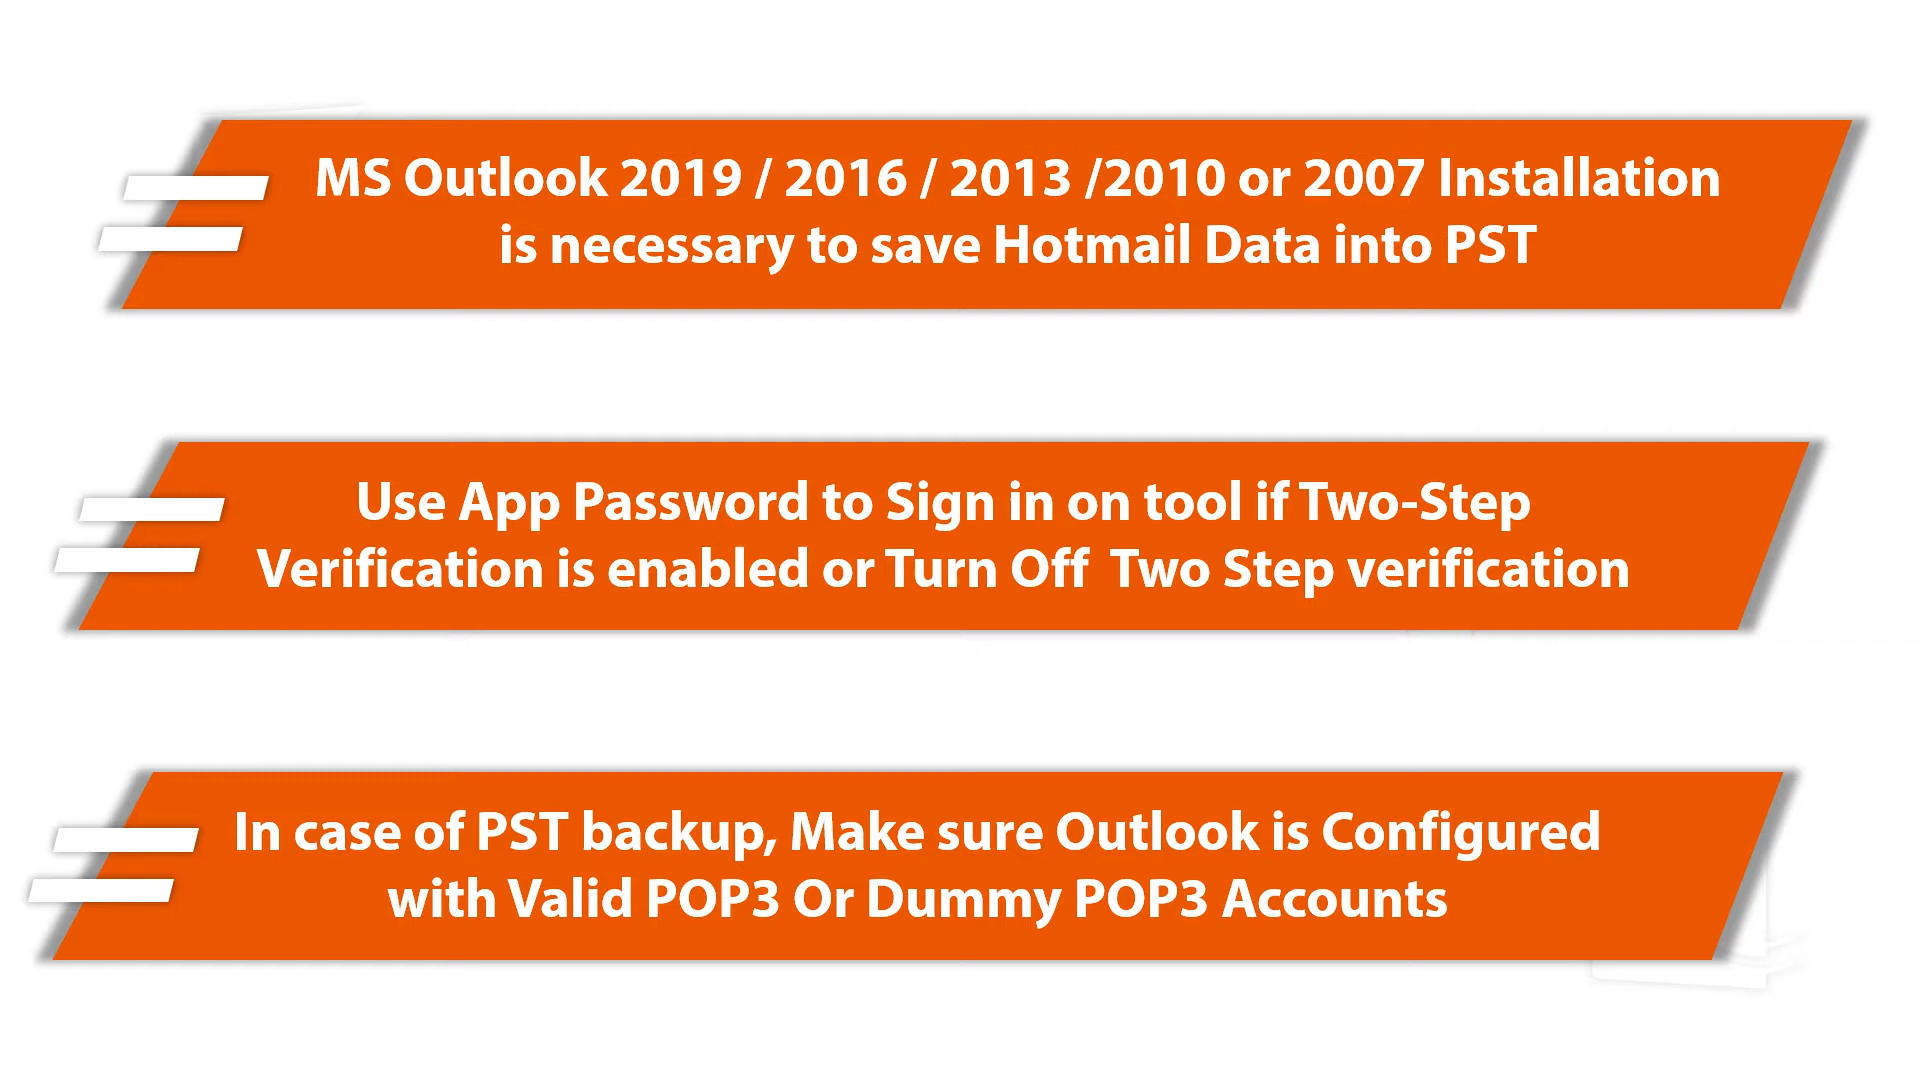 MS Outlook 2019 / 2016 / 2013 /2010 or 2007 Installation
is necessary to save Hotmail Data into PST
Use App Password to Sign in on tool if Two-Step
Verification is enabled or Turn Off  Two Step verification
In case of PST backup, Make sure Outlook is Configured
with Valid POP3 Or Dummy POP3 Accounts